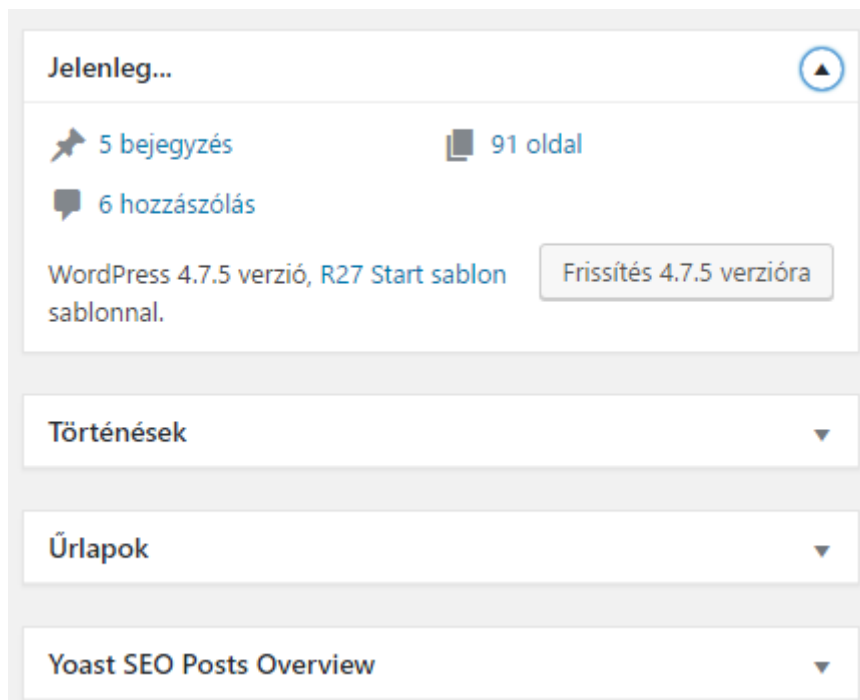 Jelenleg...
5 bejegyzés
91 oldal
6 hozzászólás
WordPress 4.7.5 verzió, R27 Start sablon
sablonnal.
Frissítés 4.7.5 verzióra
Történések
Űrlapok
Yoast SEO Posts Overview